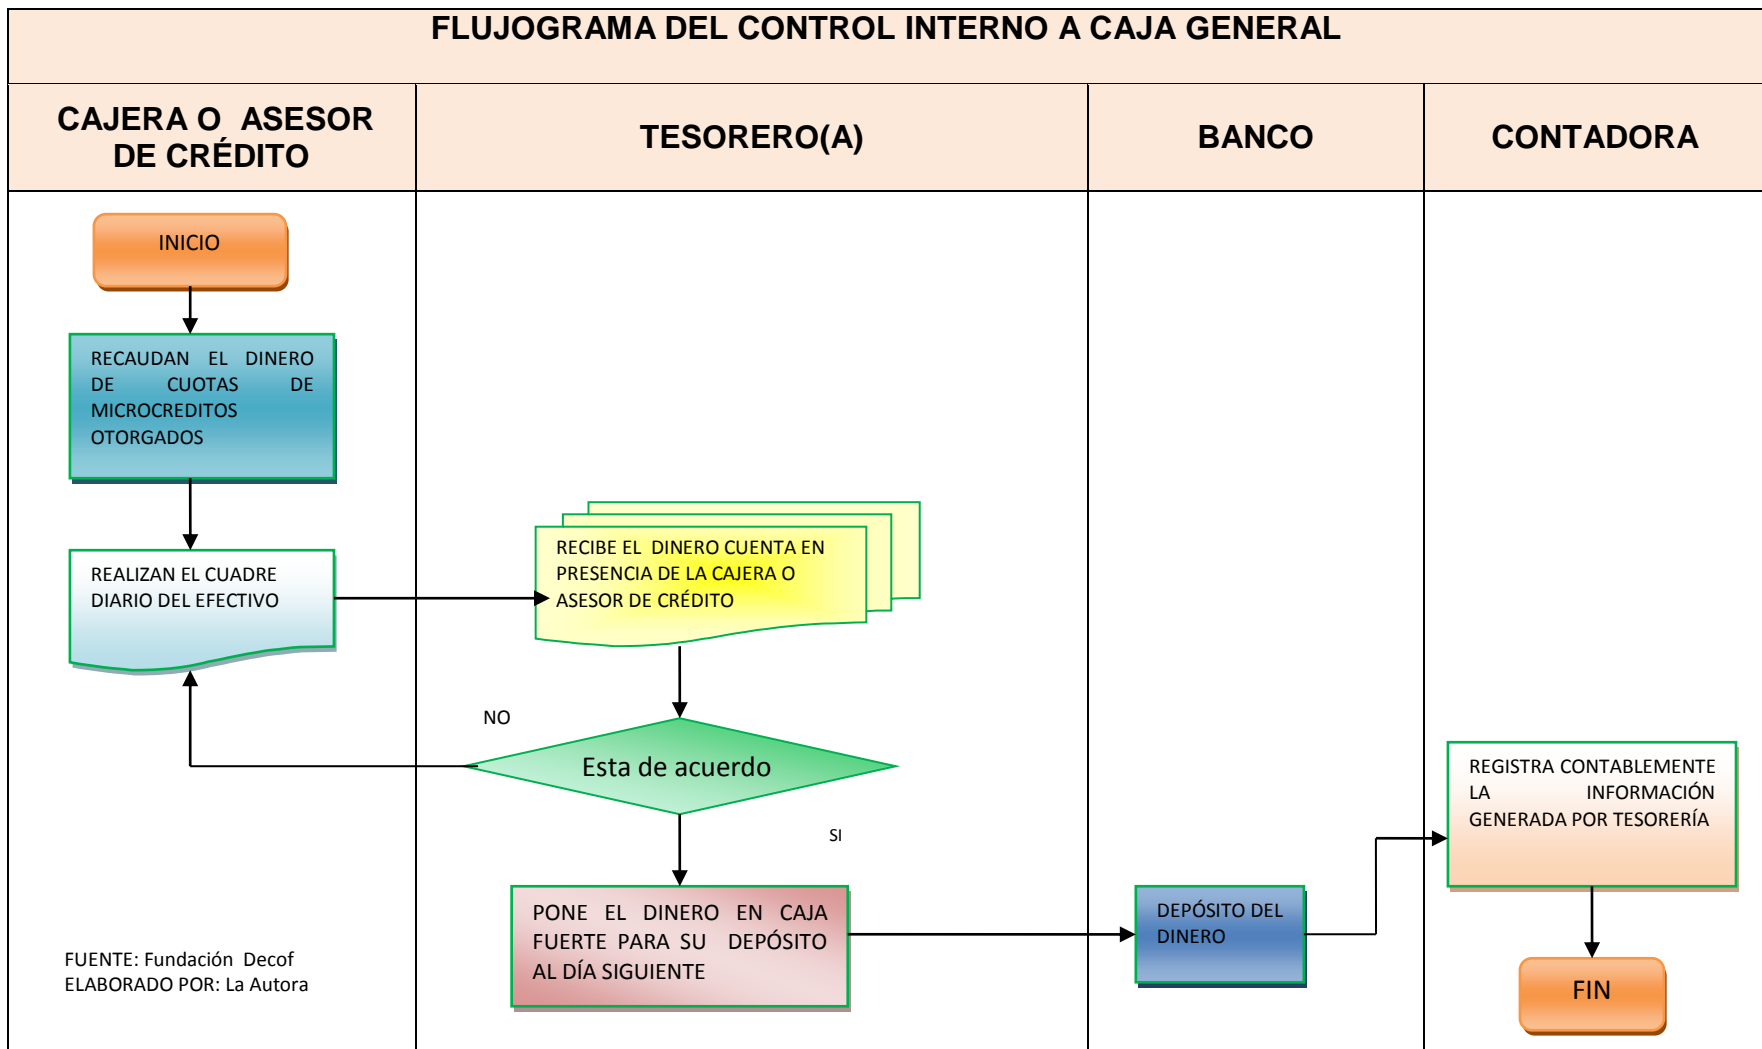 FLUJOGRAMA DEL CONTROL INTERNO A CAJA GENERAL
CAJERA O ASESOR
DE CRÉDITO
TESORERO(A)
BANCO
CONTADORA
INICIO
RECAUDAN EL DINERO
DE CUOTAS DE
MICROCREDITOS
OTORGADOS
REALIZAN EL CUADRE
DIARIO DEL EFECTIVO
RECIBE EL DINERO CUENTA EN
PRESENCIA DE LA CAJERA O
ASESOR DE CRÉDITO
NO
Esta de acuerdo
SI
PONE EL DINERO EN CAJA
FUERTE PARA SU DEPÓSITO
AL DÍA SIGUIENTE
DEPÓSITO DEL
DINERO
REGISTRA CONTABLEMENTE
LA INFORMACIÓN
GENERADA POR TESORERÍA
FIN
FUENTE: Fundación Decof
ELABORADO POR: La Autora